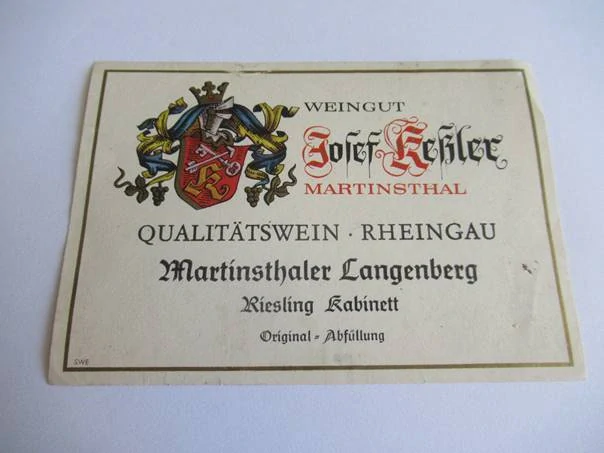 WEINGUT
Josef Keßler
MARTINSTHAL
K
QUALITÄTSWEIN · RHEINGAU
Martinsthaler Langenberg
Riesling Kabinett
Original = Abfüllung
SWE